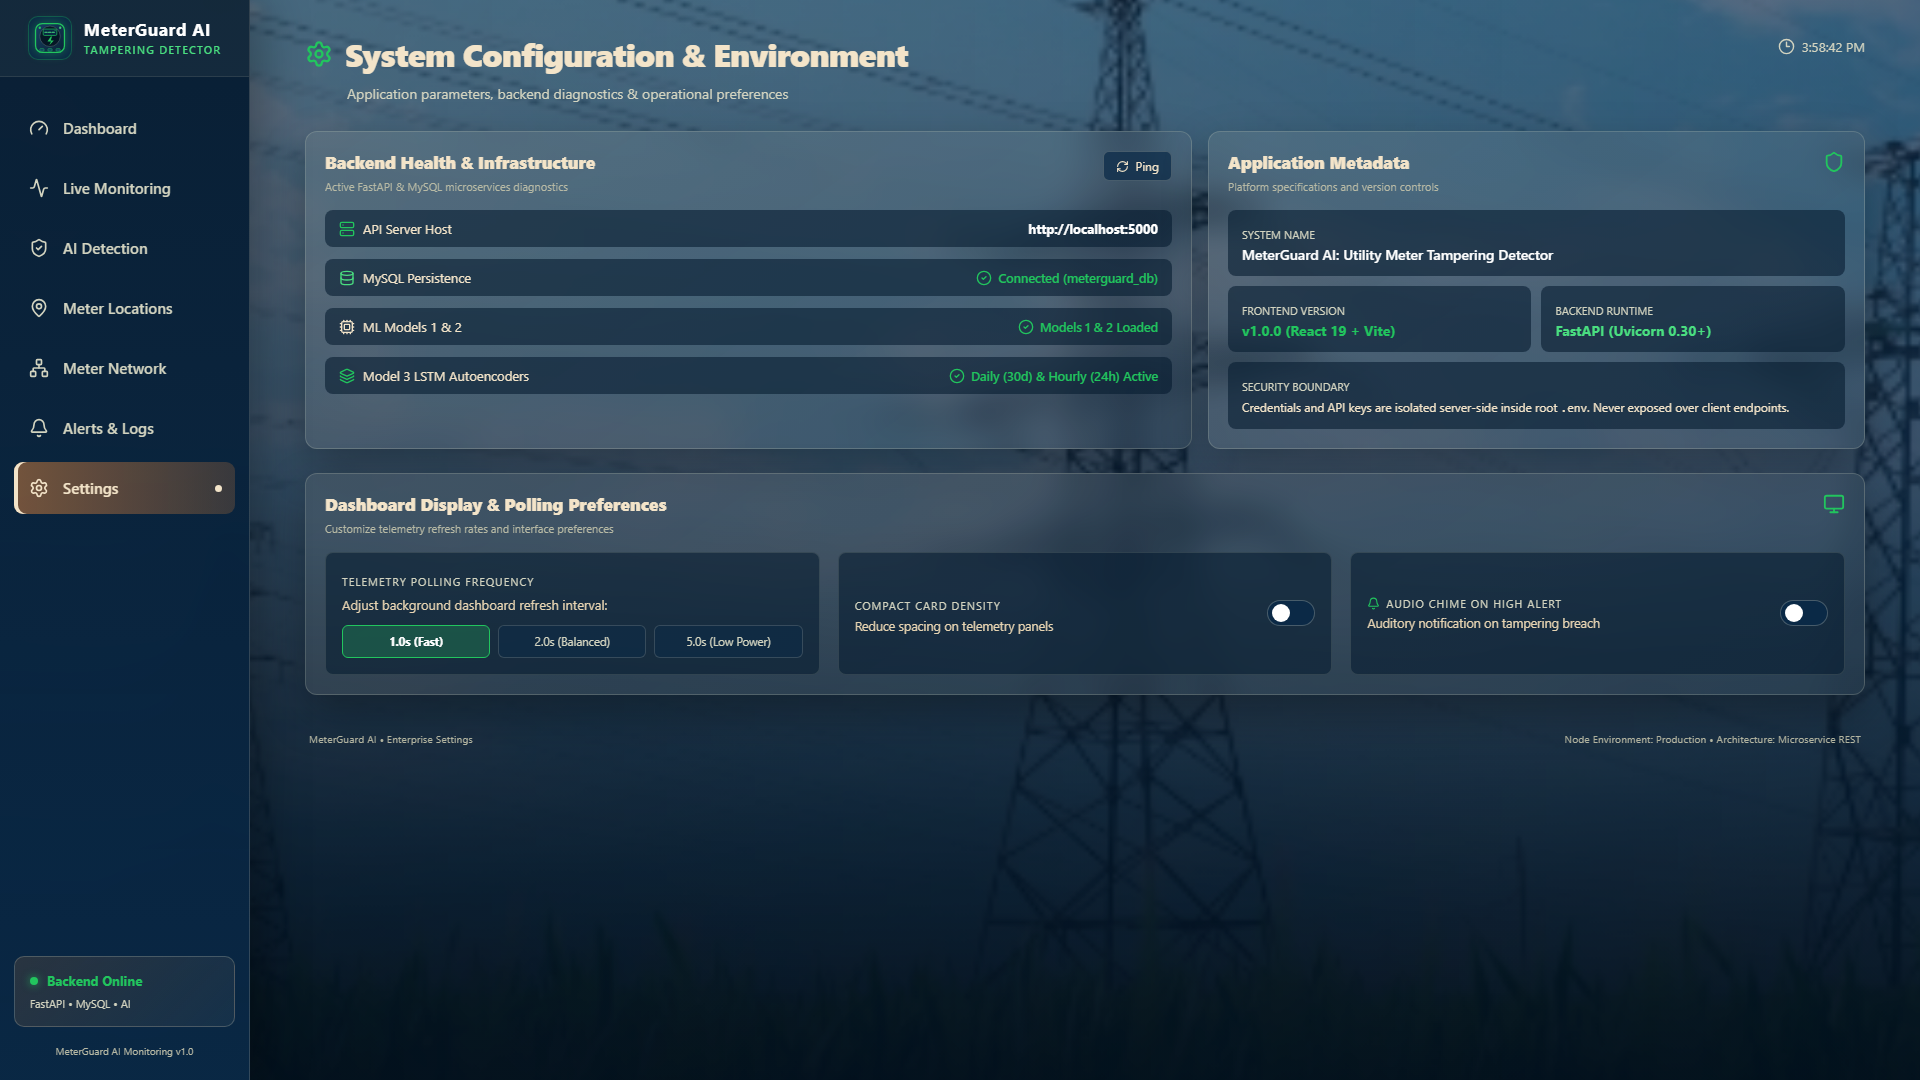 MeterGuard AI
TAMPERING DETECTOR
Dashboard
Live Monitoring
AI Detection
Meter Locations
Meter Network
Alerts & Logs
Settings
Backend Online
FastAPI • MySQL • AI
MeterGuard AI Monitoring v1.0
System Configuration & Environment
Application parameters, backend diagnostics & operational preferences
3:58:42 PM
Backend Health & Infrastructure
Active FastAPI & MySQL microservices diagnostics
Ping
API Server Host
http://localhost:5000
MySQL Persistence
Connected (meterguard_db)
ML Models 1 & 2
Models 1 & 2 Loaded
Model 3 LSTM Autoencoders
Daily (30d) & Hourly (24h) Active
Application Metadata
Platform specifications and version controls
SYSTEM NAME
MeterGuard AI: Utility Meter Tampering Detector
FRONTEND VERSION
v1.0.0 (React 19 + Vite)
BACKEND RUNTIME
FastAPI (Uvicorn 0.30+)
SECURITY BOUNDARY
Credentials and API keys are isolated server-side inside root .env. Never exposed over client endpoints.
Dashboard Display & Polling Preferences
Customize telemetry refresh rates and interface preferences
TELEMETRY POLLING FREQUENCY
Adjust background dashboard refresh interval:
1.0s (Fast)
2.0s (Balanced)
5.0s (Low Power)
COMPACT CARD DENSITY
Reduce spacing on telemetry panels
AUDIO CHIME ON HIGH ALERT
Auditory notification on tampering breach
MeterGuard AI • Enterprise Settings
Node Environment: Production • Architecture: Microservice REST